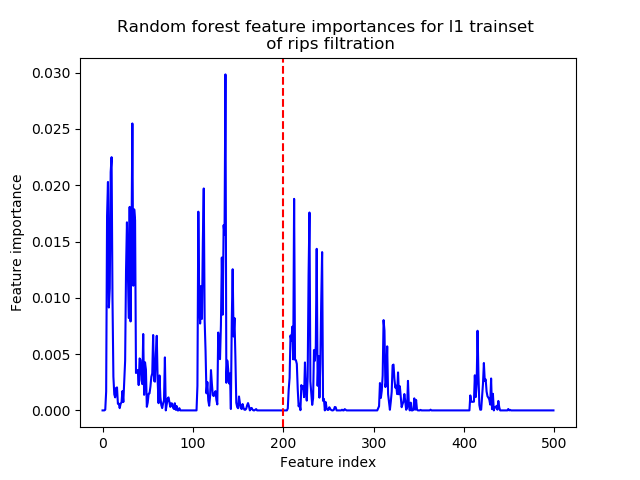 Random forest feature importances for l1 trainset
of rips filtration
Feature importance
0.030
0.025
0.020
0.015
0.010
0.005
0.000
0 100 200 300 400 500
Feature index